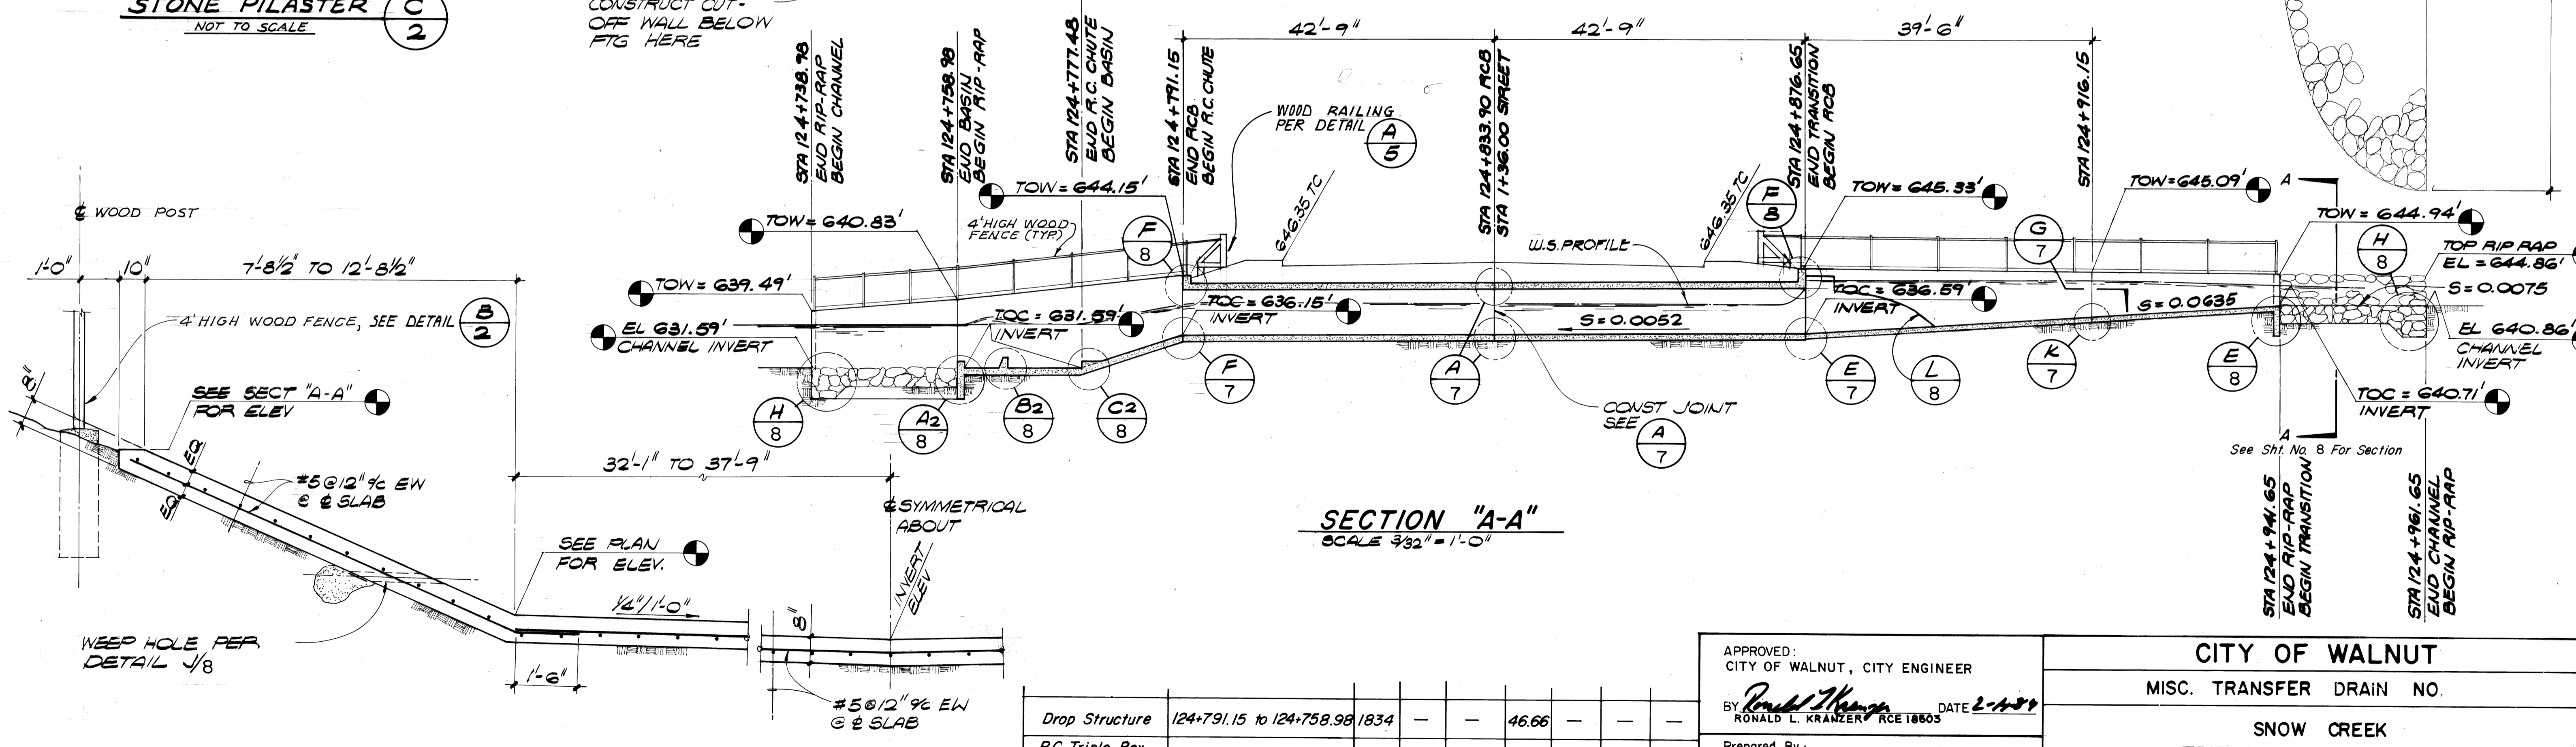 STONE PILASTER
C
2
NOT TO SCALE
CONSTRUCT CUT-
OFF WALL BELOW
FTG HERE
STA 124+738.98
END RIP-RAP
BEGIN CHANNEL
STA 124+758.98
END BASIN
BEGIN RIP-RAP
STA 124+777.48
END R.C. CHUTE
BEGIN BASIN
STA 124+791.15
END RCB
BEGIN R.C. CHUTE
42'-9"
42'-9"
39'-6"
STA 124+833.90 RCB
STA 1+36.00 STREET
STA 124+876.65
END TRANSITION
BEGIN RCB
STA 124+916.15
WOOD RAILING
PER DETAIL
A
5
646.35 TC
646.35 TC
TOW = 644.15'
TOW = 640.83'
4' HIGH WOOD
FENCE (TYP.)
F
8
TOW = 639.49'
EL 631.59'
CHANNEL INVERT
TOC = 631.59'
INVERT
TOC = 636.15'
INVERT
W.S. PROFILE
S=0.0052
F
8
TOW = 645.33'
TOC = 636.59'
INVERT
G
7
TOW=645.09'
S=0.0635
A
TOW = 644.94'
H
8
TOP RIP RAP
EL = 644.86'
S=0.0075
EL 640.86'
CHANNEL
INVERT
TOC = 640.71'
INVERT
A
See Sht. No. 8 For Section
H
8
A2
8
B2
8
C2
8
F
7
A
7
E
7
L
8
K
7
E
8
CONST JOINT
SEE
A
7
STA 124+941.65
END RIP-RAP
BEGIN TRANSITION
STA 124+961.65
END CHANNEL
BEGIN RIP-RAP
SECTION "A-A"
SCALE 3/32" = 1'-0"
℄ WOOD POST
1'-0"
10"
7'-8½" TO 12'-8½"
4' HIGH WOOD FENCE, SEE DETAIL
B
2
8"
SEE SECT "A-A"
FOR ELEV
EQ
EQ
#5@12" o/c EW
@ ℄ SLAB
32'-1" TO 37'-9"
℄ SYMMETRICAL
ABOUT
SEE PLAN
FOR ELEV.
INVERT
ELEV
¼"/1'-0"
8"
WEEP HOLE PER
DETAIL J/8
1'-6"
#5@12" o/c EW
@ ℄ SLAB
Drop Structure 124+791.15 to 124+758.98 1834 — — 46.66 — — — —
R.C. Triple Box
APPROVED:
CITY OF WALNUT, CITY ENGINEER
BY Ronald L Kranzer DATE
RONALD L. KRANZER RCE 18503
Prepared By:
CITY OF WALNUT
MISC. TRANSFER DRAIN NO.
SNOW CREEK